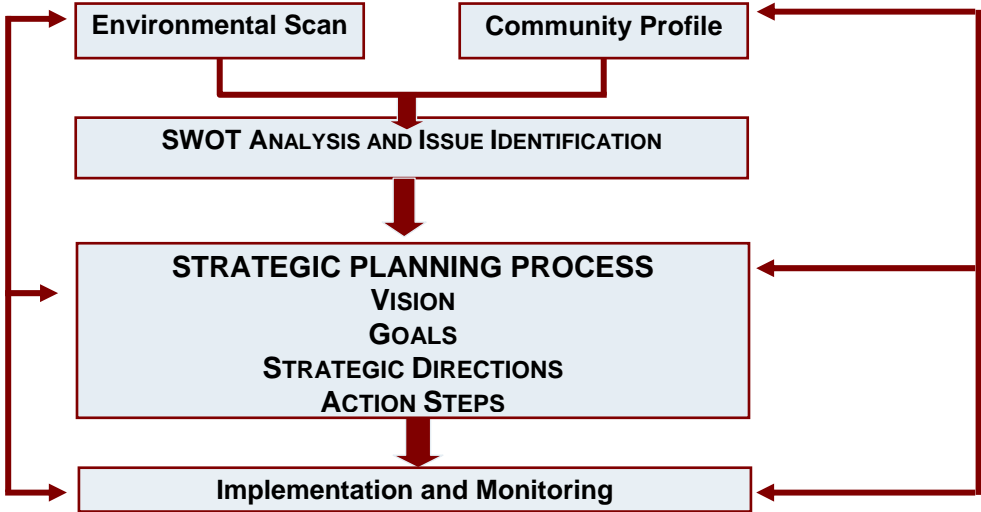 Environmental Scan
Community Profile
SWOT ANALYSIS AND ISSUE IDENTIFICATION
STRATEGIC PLANNING PROCESS
VISION
GOALS
STRATEGIC DIRECTIONS
ACTION STEPS
Implementation and Monitoring